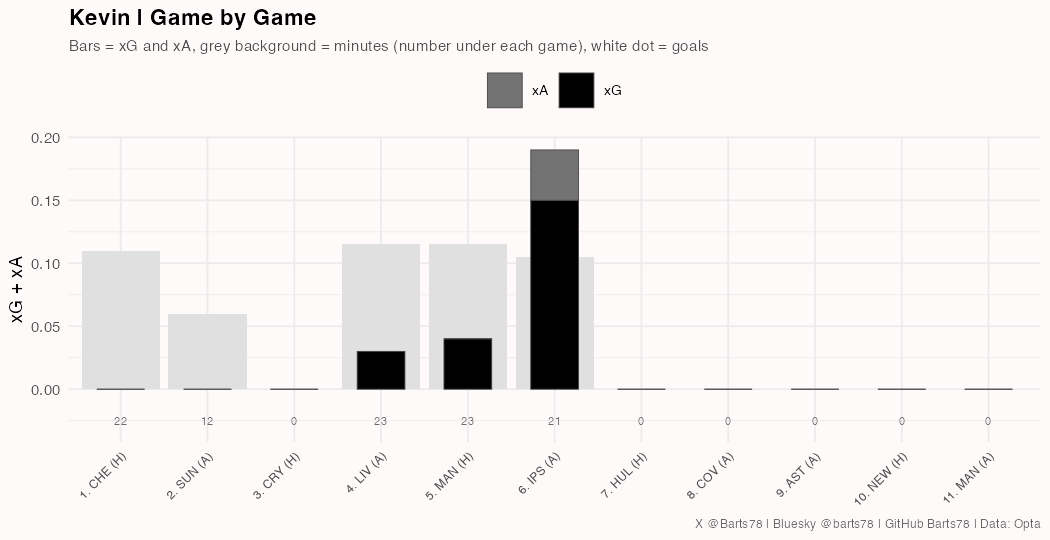 Kevin | Game by Game
Bars = xG and xA, grey background = minutes (number under each game), white dot = goals
xA xG
xG + xA
0.20
0.15
0.10
0.05
0.00
22 12 0 23 23 21 0 0 0 0 0
1. CHE (H) 2. SUN (A) 3. CRY (H) 4. LIV (A) 5. MAN (H) 6. IPS (A) 7. HUL (H) 8. COV (A) 9. AST (A) 10. NEW (H) 11. MAN (A)
X @Barts78 | Bluesky @barts78 | GitHub Barts78 | Data: Opta